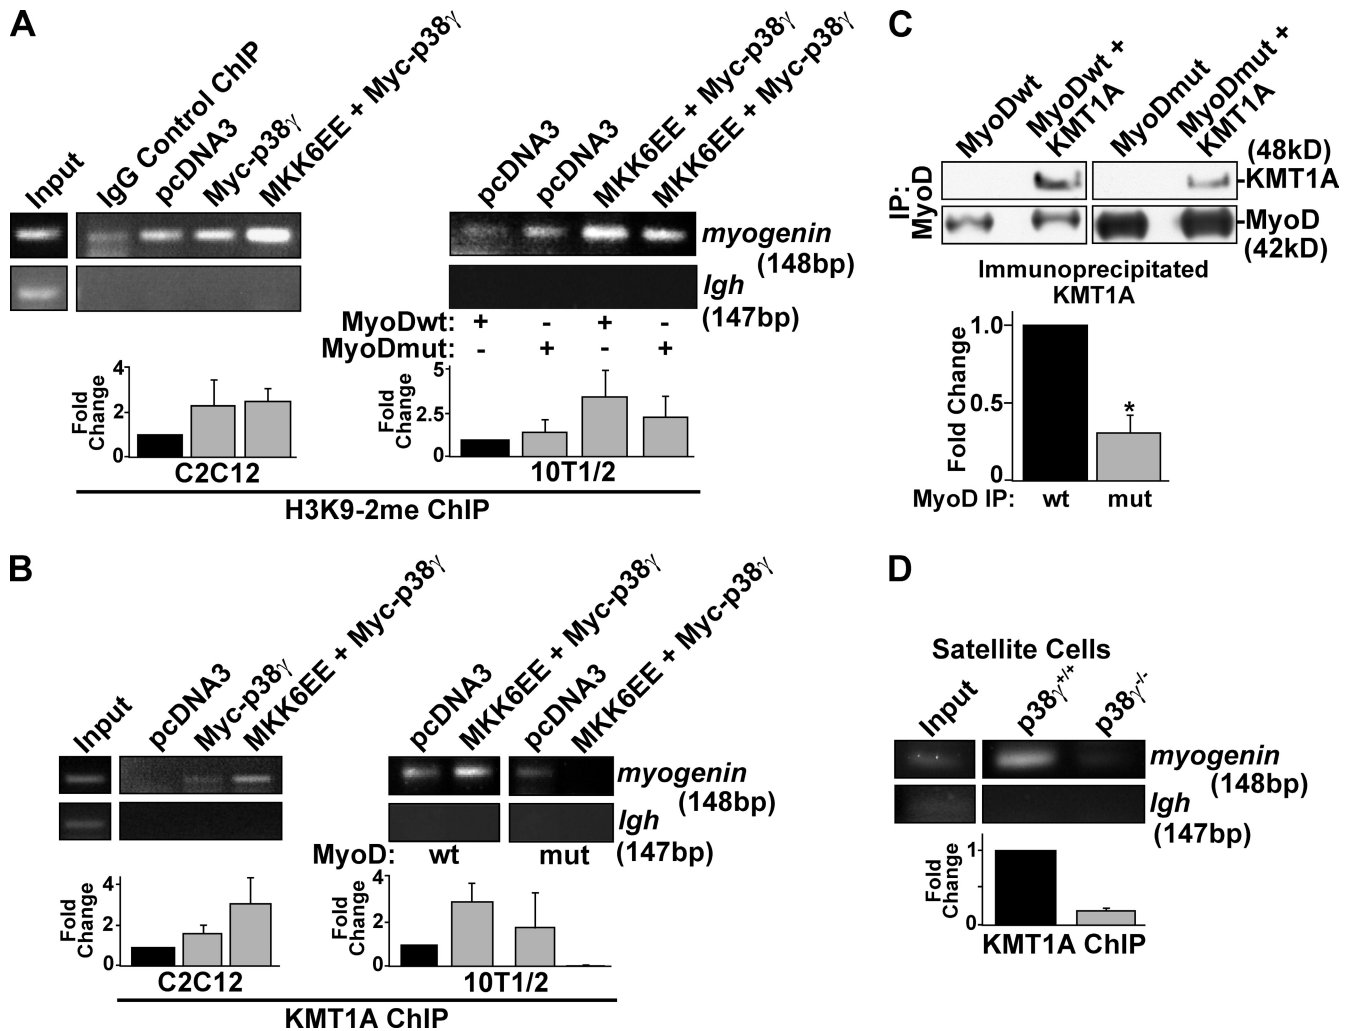 A
Input
IgG Control ChIP
pcDNA3
Myc-p38γ
MKK6EE + Myc-p38γ
pcDNA3
pcDNA3
MKK6EE + Myc-p38γ
MKK6EE + Myc-p38γ
myogenin
(148bp)
Igh
(147bp)
MyoDwt: + - + -
MyoDmut: - + - +
Fold Change
4
2
0
C2C12
Fold Change
5
2.5
0
10T1/2
H3K9-2me ChIP
B
Input
pcDNA3
Myc-p38γ
MKK6EE + Myc-p38γ
pcDNA3
MKK6EE + Myc-p38γ
pcDNA3
MKK6EE + Myc-p38γ
myogenin
(148bp)
Igh
(147bp)
MyoD: wt mut
Fold Change
4
2
0
C2C12
Fold Change
4
2
0
10T1/2
KMT1A ChIP
C
MyoDwt
MyoDwt +
KMT1A
MyoDmut
MyoDmut +
KMT1A
IP:
MyoD
(48kD)
-KMT1A
-MyoD
(42kD)
Immunoprecipitated
KMT1A
Fold Change
1.0
0.5
0
*
MyoD IP: wt mut
D
Satellite Cells
Input
p38γ+/+
p38γ-/-
myogenin
(148bp)
Igh
(147bp)
Fold
Change
1
0
KMT1A ChIP